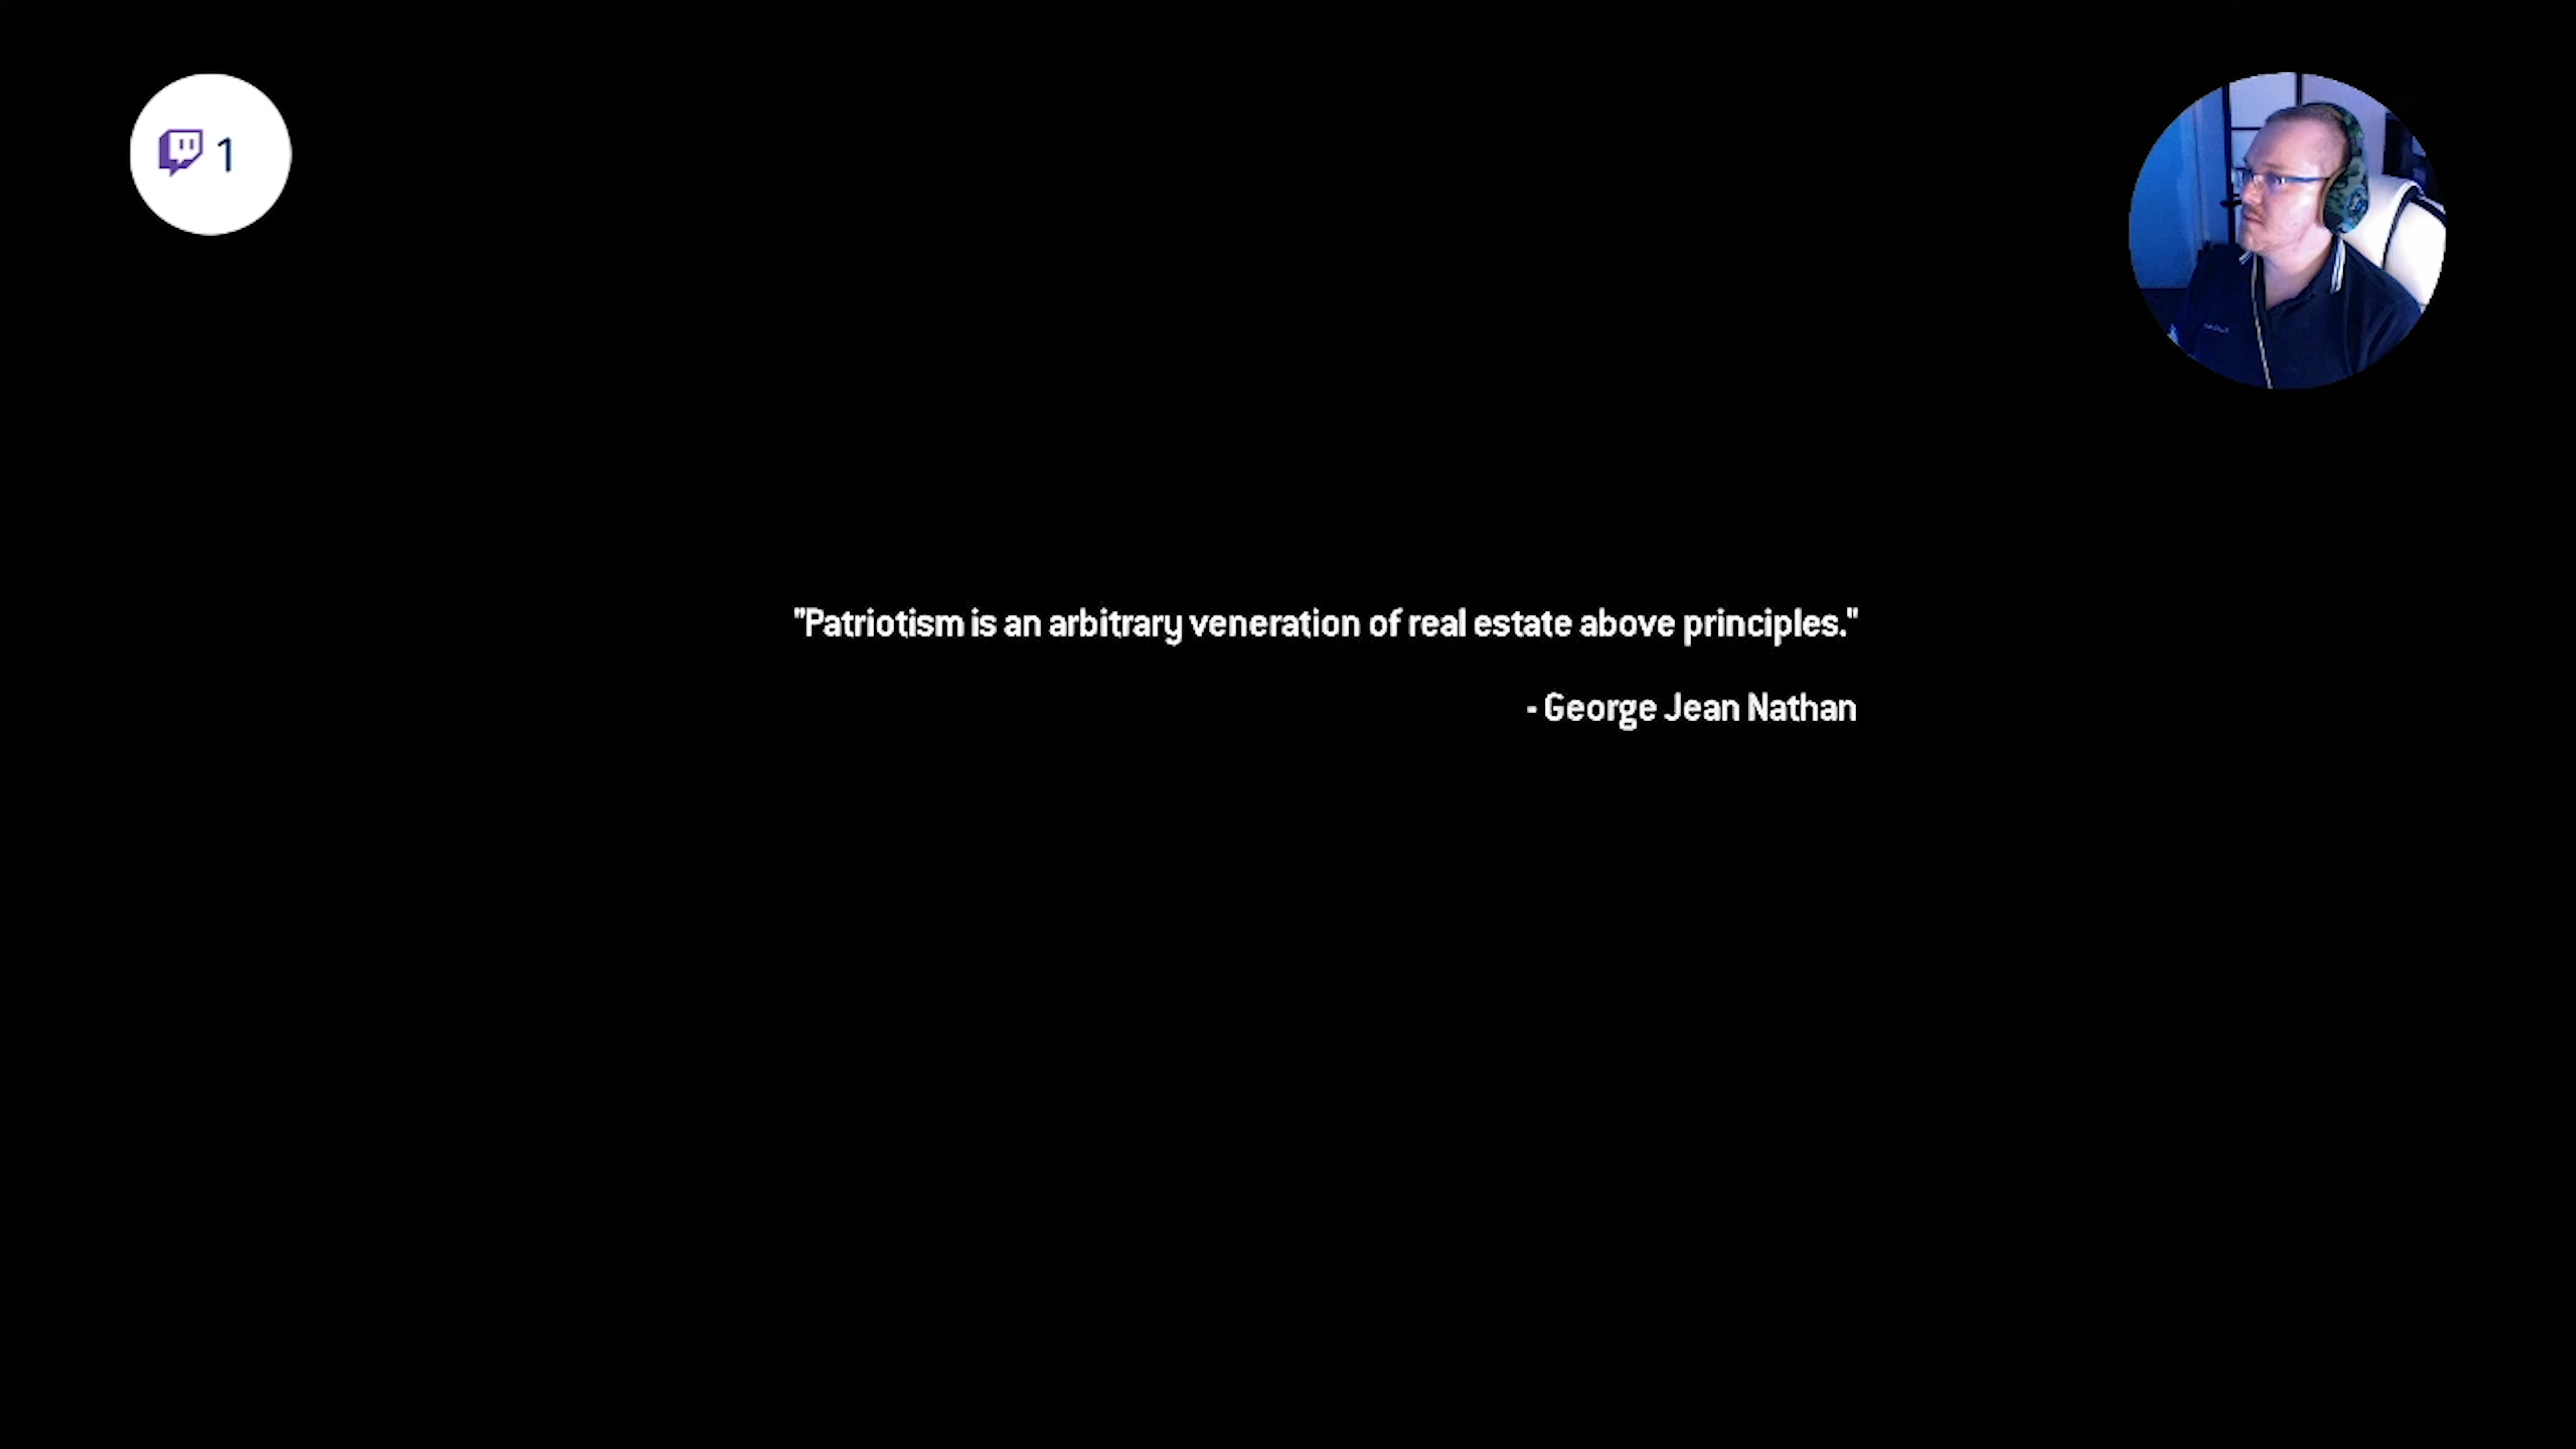 1
"Patriotism is an arbitrary veneration of real estate above principles."
- George Jean Nathan